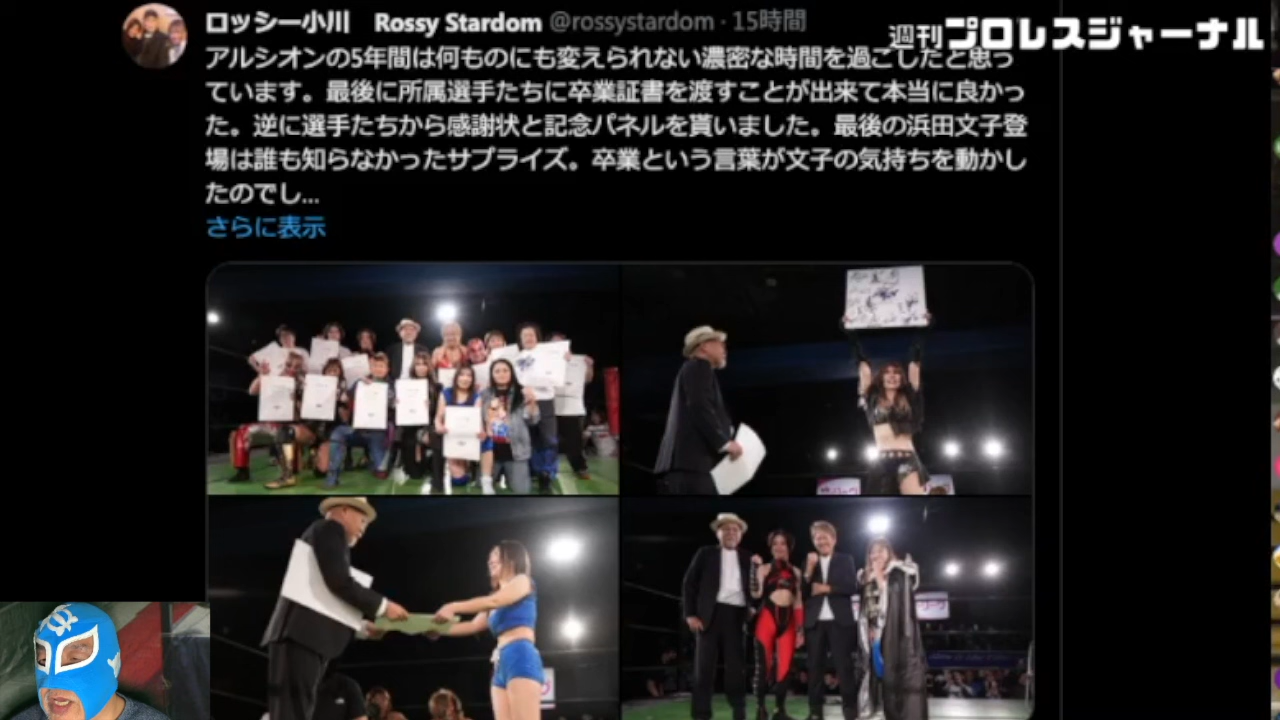 ロッシー小川　Rossy Stardom @rossystardom · 15時間
週刊プロレスジャーナル
アルシオンの5年間は何ものにも変えられない濃密な時間を過ごしたと思っ
ています。最後に所属選手たちに卒業証書を渡すことが出来て本当に良かっ
た。逆に選手たちから感謝状と記念パネルを貰いました。最後の浜田文子登
場は誰も知らなかったサプライズ。卒業という言葉が文子の気持ちを動かし
たのでし...
さらに表示